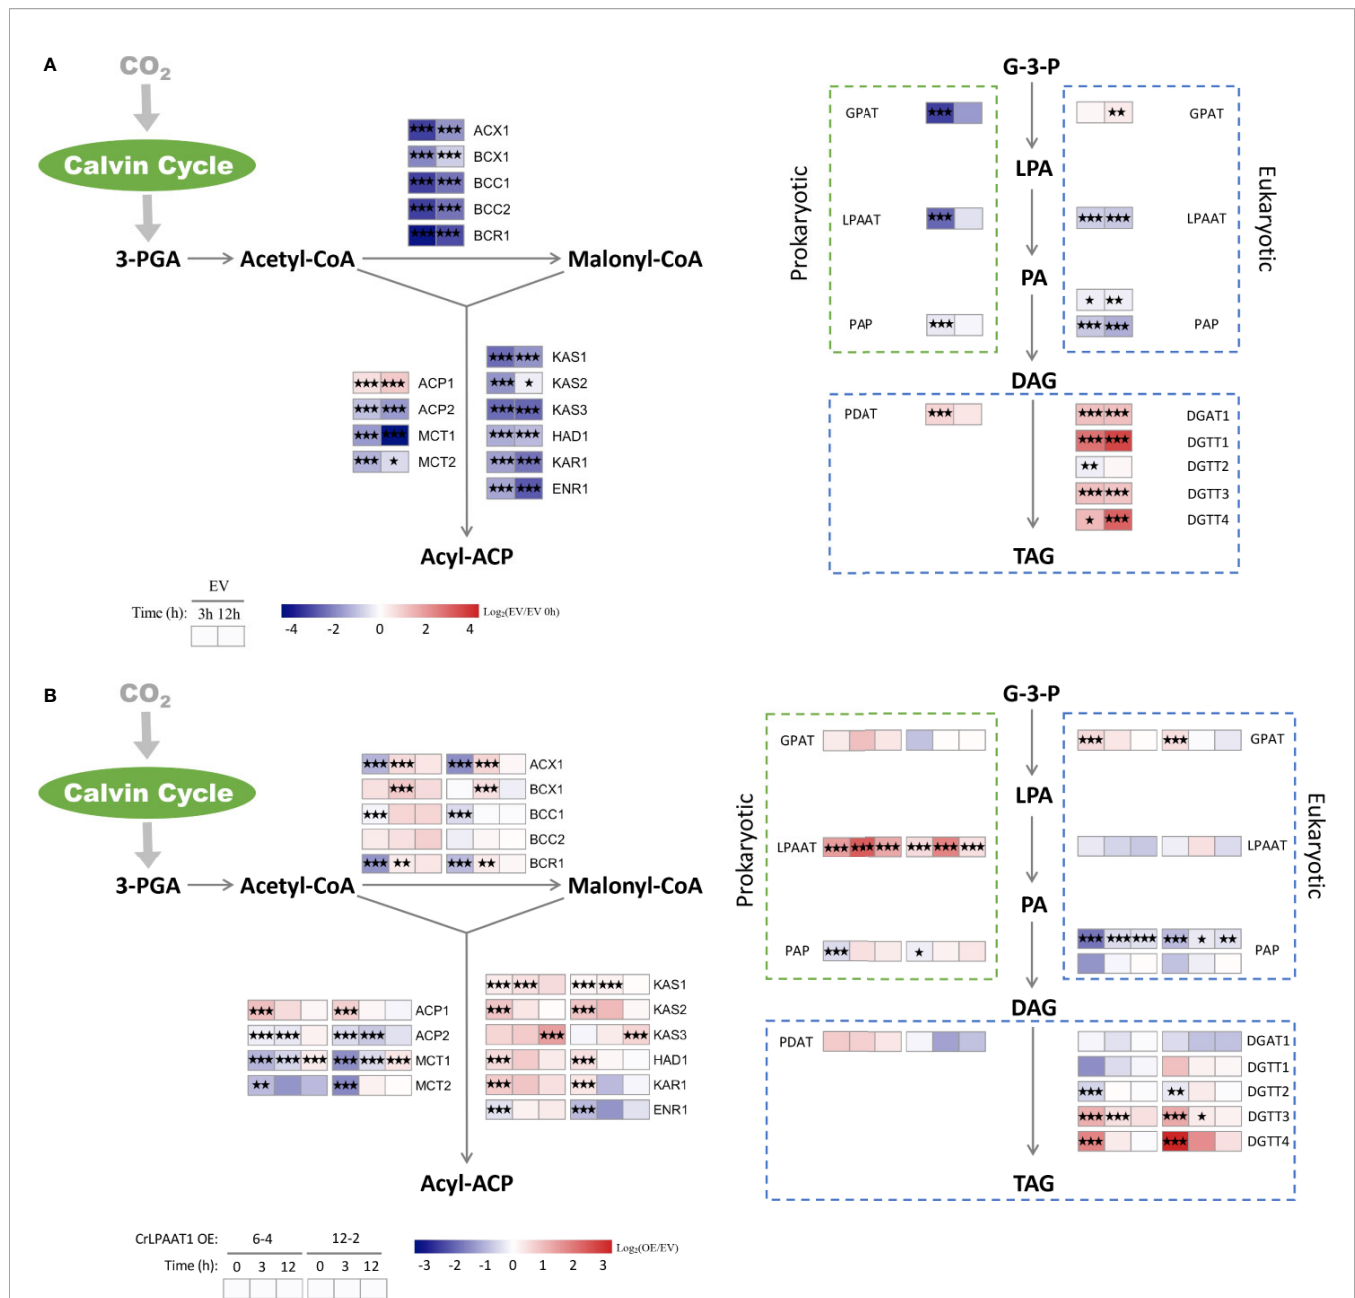 A
CO2
Calvin Cycle
3-PGA
Acetyl-CoA
Malonyl-CoA
ACX1
BCX1
BCC1
BCC2
BCR1
ACP1
ACP2
MCT1
MCT2
KAS1
KAS2
KAS3
HAD1
KAR1
ENR1
Acyl-ACP
EV
Time (h): 3h 12h
-4 -2 0 2 4
Log2(EV/EV 0h)
G-3-P
Prokaryotic
GPAT
LPAAT
PAP
LPA
PA
DAG
Eukaryotic
GPAT
LPAAT
PAP
PDAT
DGAT1
DGTT1
DGTT2
DGTT3
DGTT4
TAG
B
CO2
Calvin Cycle
3-PGA
Acetyl-CoA
Malonyl-CoA
ACX1
BCX1
BCC1
BCC2
BCR1
ACP1
ACP2
MCT1
MCT2
KAS1
KAS2
KAS3
HAD1
KAR1
ENR1
Acyl-ACP
CrLPAAT1 OE: 6-4 12-2
Time (h): 0 3 12 0 3 12
-3 -2 -1 0 1 2 3
Log2(OE/EV)
G-3-P
Prokaryotic
GPAT
LPAAT
PAP
LPA
PA
DAG
Eukaryotic
GPAT
LPAAT
PAP
PDAT
DGAT1
DGTT1
DGTT2
DGTT3
DGTT4
TAG